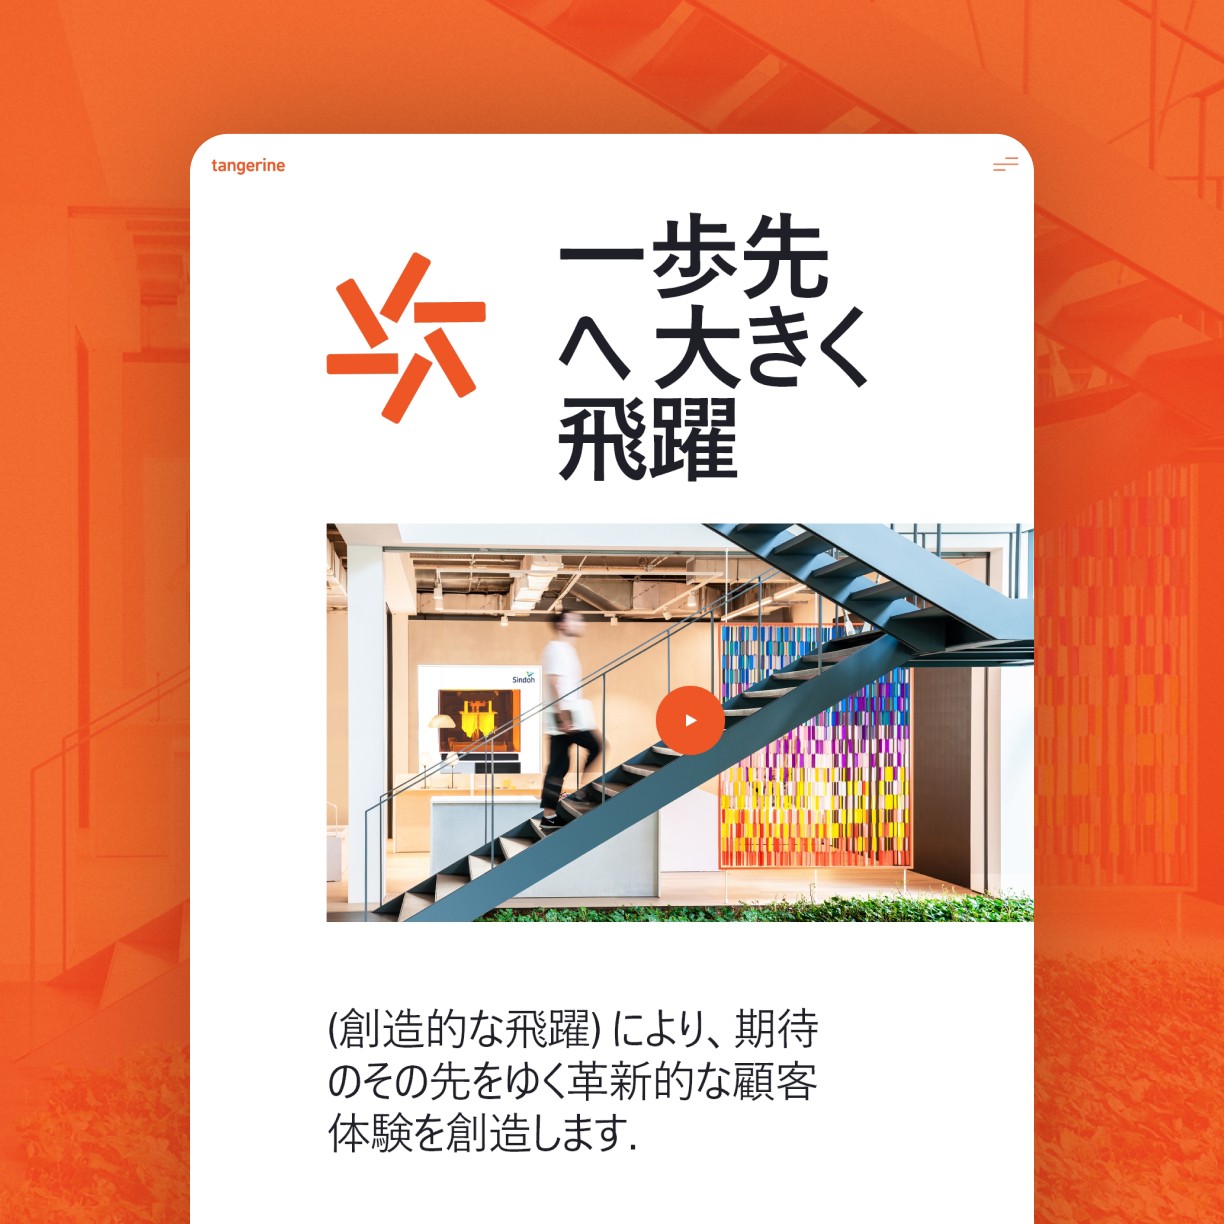 tangerine
一歩先
へ 大きく
飛躍
Sindoh
(創造的な飛躍) により、期待
のその先をゆく革新的な顧客
体験を創造します.